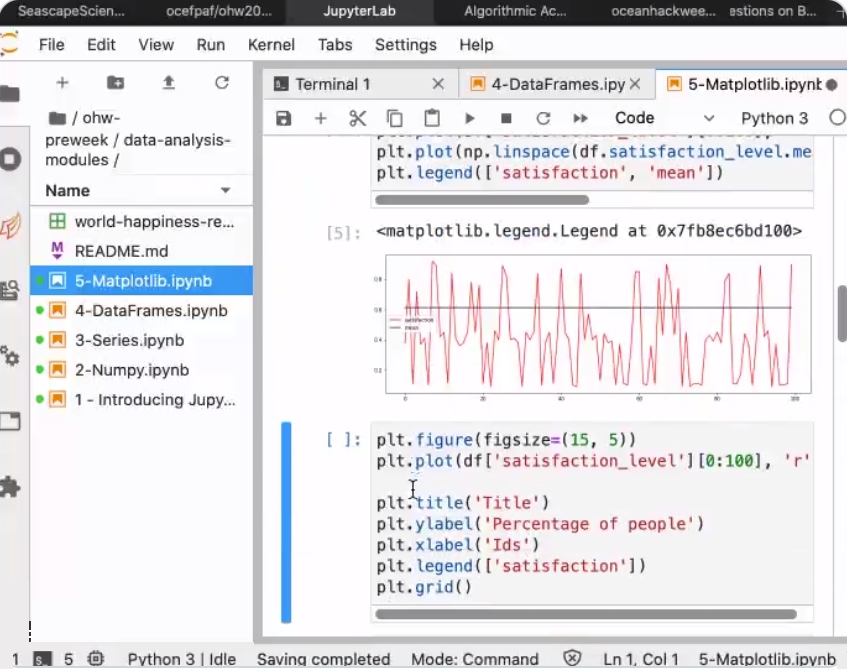 SeascapeScien...
ocefpaf/ohw20...
JupyterLab
Algorithmic Ac...
oceanhackwee...
estions on B...
File Edit View Run Kernel Tabs Settings Help
Terminal 1
4-DataFrames.ipy
5-Matplotlib.ipynb
Code
Python 3
/ ohw-
preweek / data-analysis-
modules /
Name
world-happiness-re...
README.md
5-Matplotlib.ipynb
4-DataFrames.ipynb
3-Series.ipynb
2-Numpy.ipynb
1 - Introducing Jupy...
plt.plot(np.linspace(df.satisfaction_level.me
plt.legend(['satisfaction', 'mean'])
[5]: <matplotlib.legend.Legend at 0x7fb8ec6bd100>
0.8
0.6
0.4
0.2
satisfaction
mean
0 20 40 60 80 100
[ ]: plt.figure(figsize=(15, 5))
plt.plot(df['satisfaction_level'][0:100], 'r'
plt.title('Title')
plt.ylabel('Percentage of people')
plt.xlabel('Ids')
plt.legend(['satisfaction'])
plt.grid()
1 5 Python 3 | Idle Saving completed Mode: Command Ln 1, Col 1 5-Matplotlib.ipynb